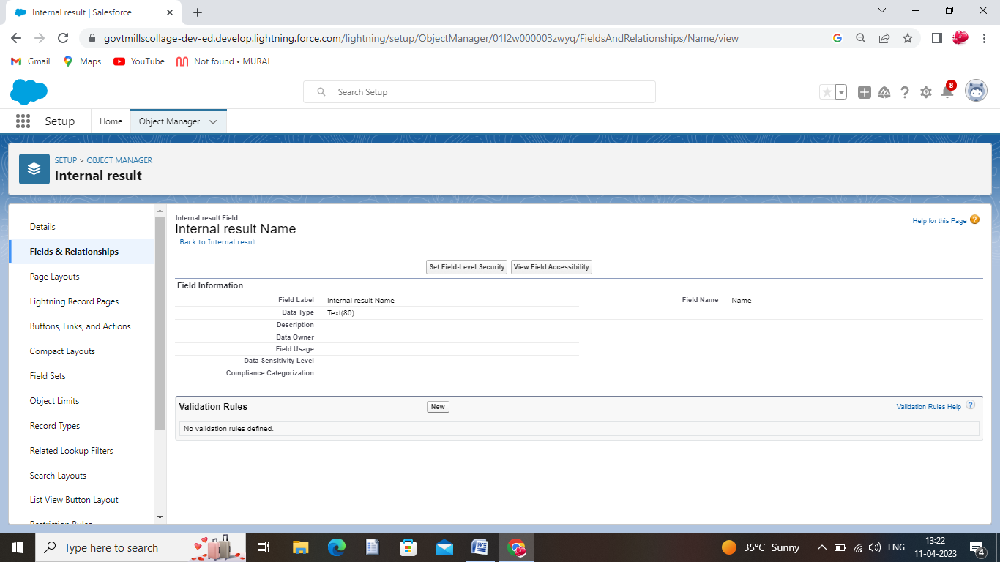 Internal result | Salesforce
govtmillscollage-dev-ed.develop.lightning.force.com/lightning/setup/ObjectManager/01I2w000003zwyq/FieldsAndRelationships/Name/view
Gmail Maps YouTube Not found • MURAL
Search Setup
8
Setup Home Object Manager
SETUP > OBJECT MANAGER
Internal result
Details
Fields & Relationships
Page Layouts
Lightning Record Pages
Buttons, Links, and Actions
Compact Layouts
Field Sets
Object Limits
Record Types
Related Lookup Filters
Search Layouts
List View Button Layout
Restriction Rules
Internal result Field
Internal result Name
Back to Internal result
Help for this Page ?
Set Field-Level Security View Field Accessibility
Field Information
Field Label Internal result Name Field Name Name
Data Type Text(80)
Description
Data Owner
Field Usage
Data Sensitivity Level
Compliance Categorization
Validation Rules New Validation Rules Help ?
No validation rules defined.
Type here to search
35°C Sunny ENG 13:22
11-04-2023 4